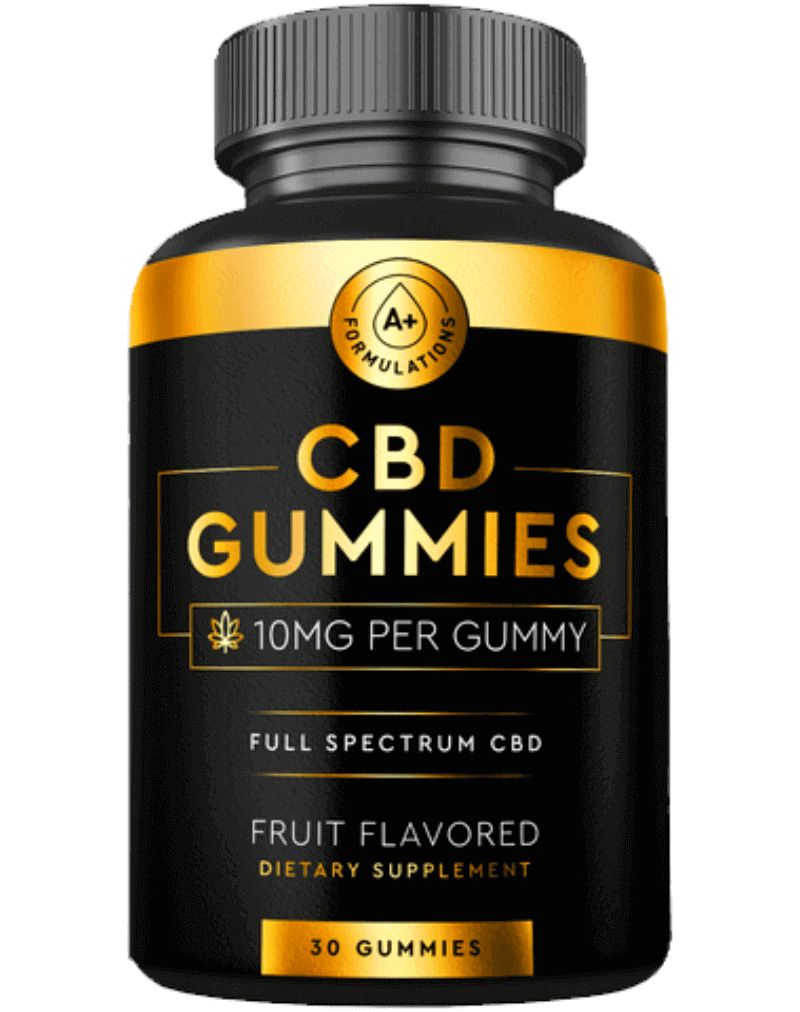 A+
FORMULATIONS
CBD
GUMMIES
10MG PER GUMMY
FULL SPECTRUM CBD
FRUIT FLAVORED
DIETARY SUPPLEMENT
30 GUMMIES